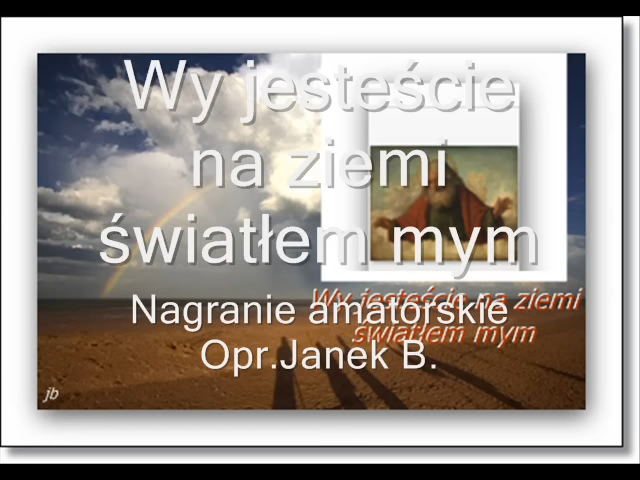 Wy jesteście
na ziemi
światłem mym
Nagranie amatorskie
Opr.Janek B.
Wy jesteście na ziemi
światłem mym
jb